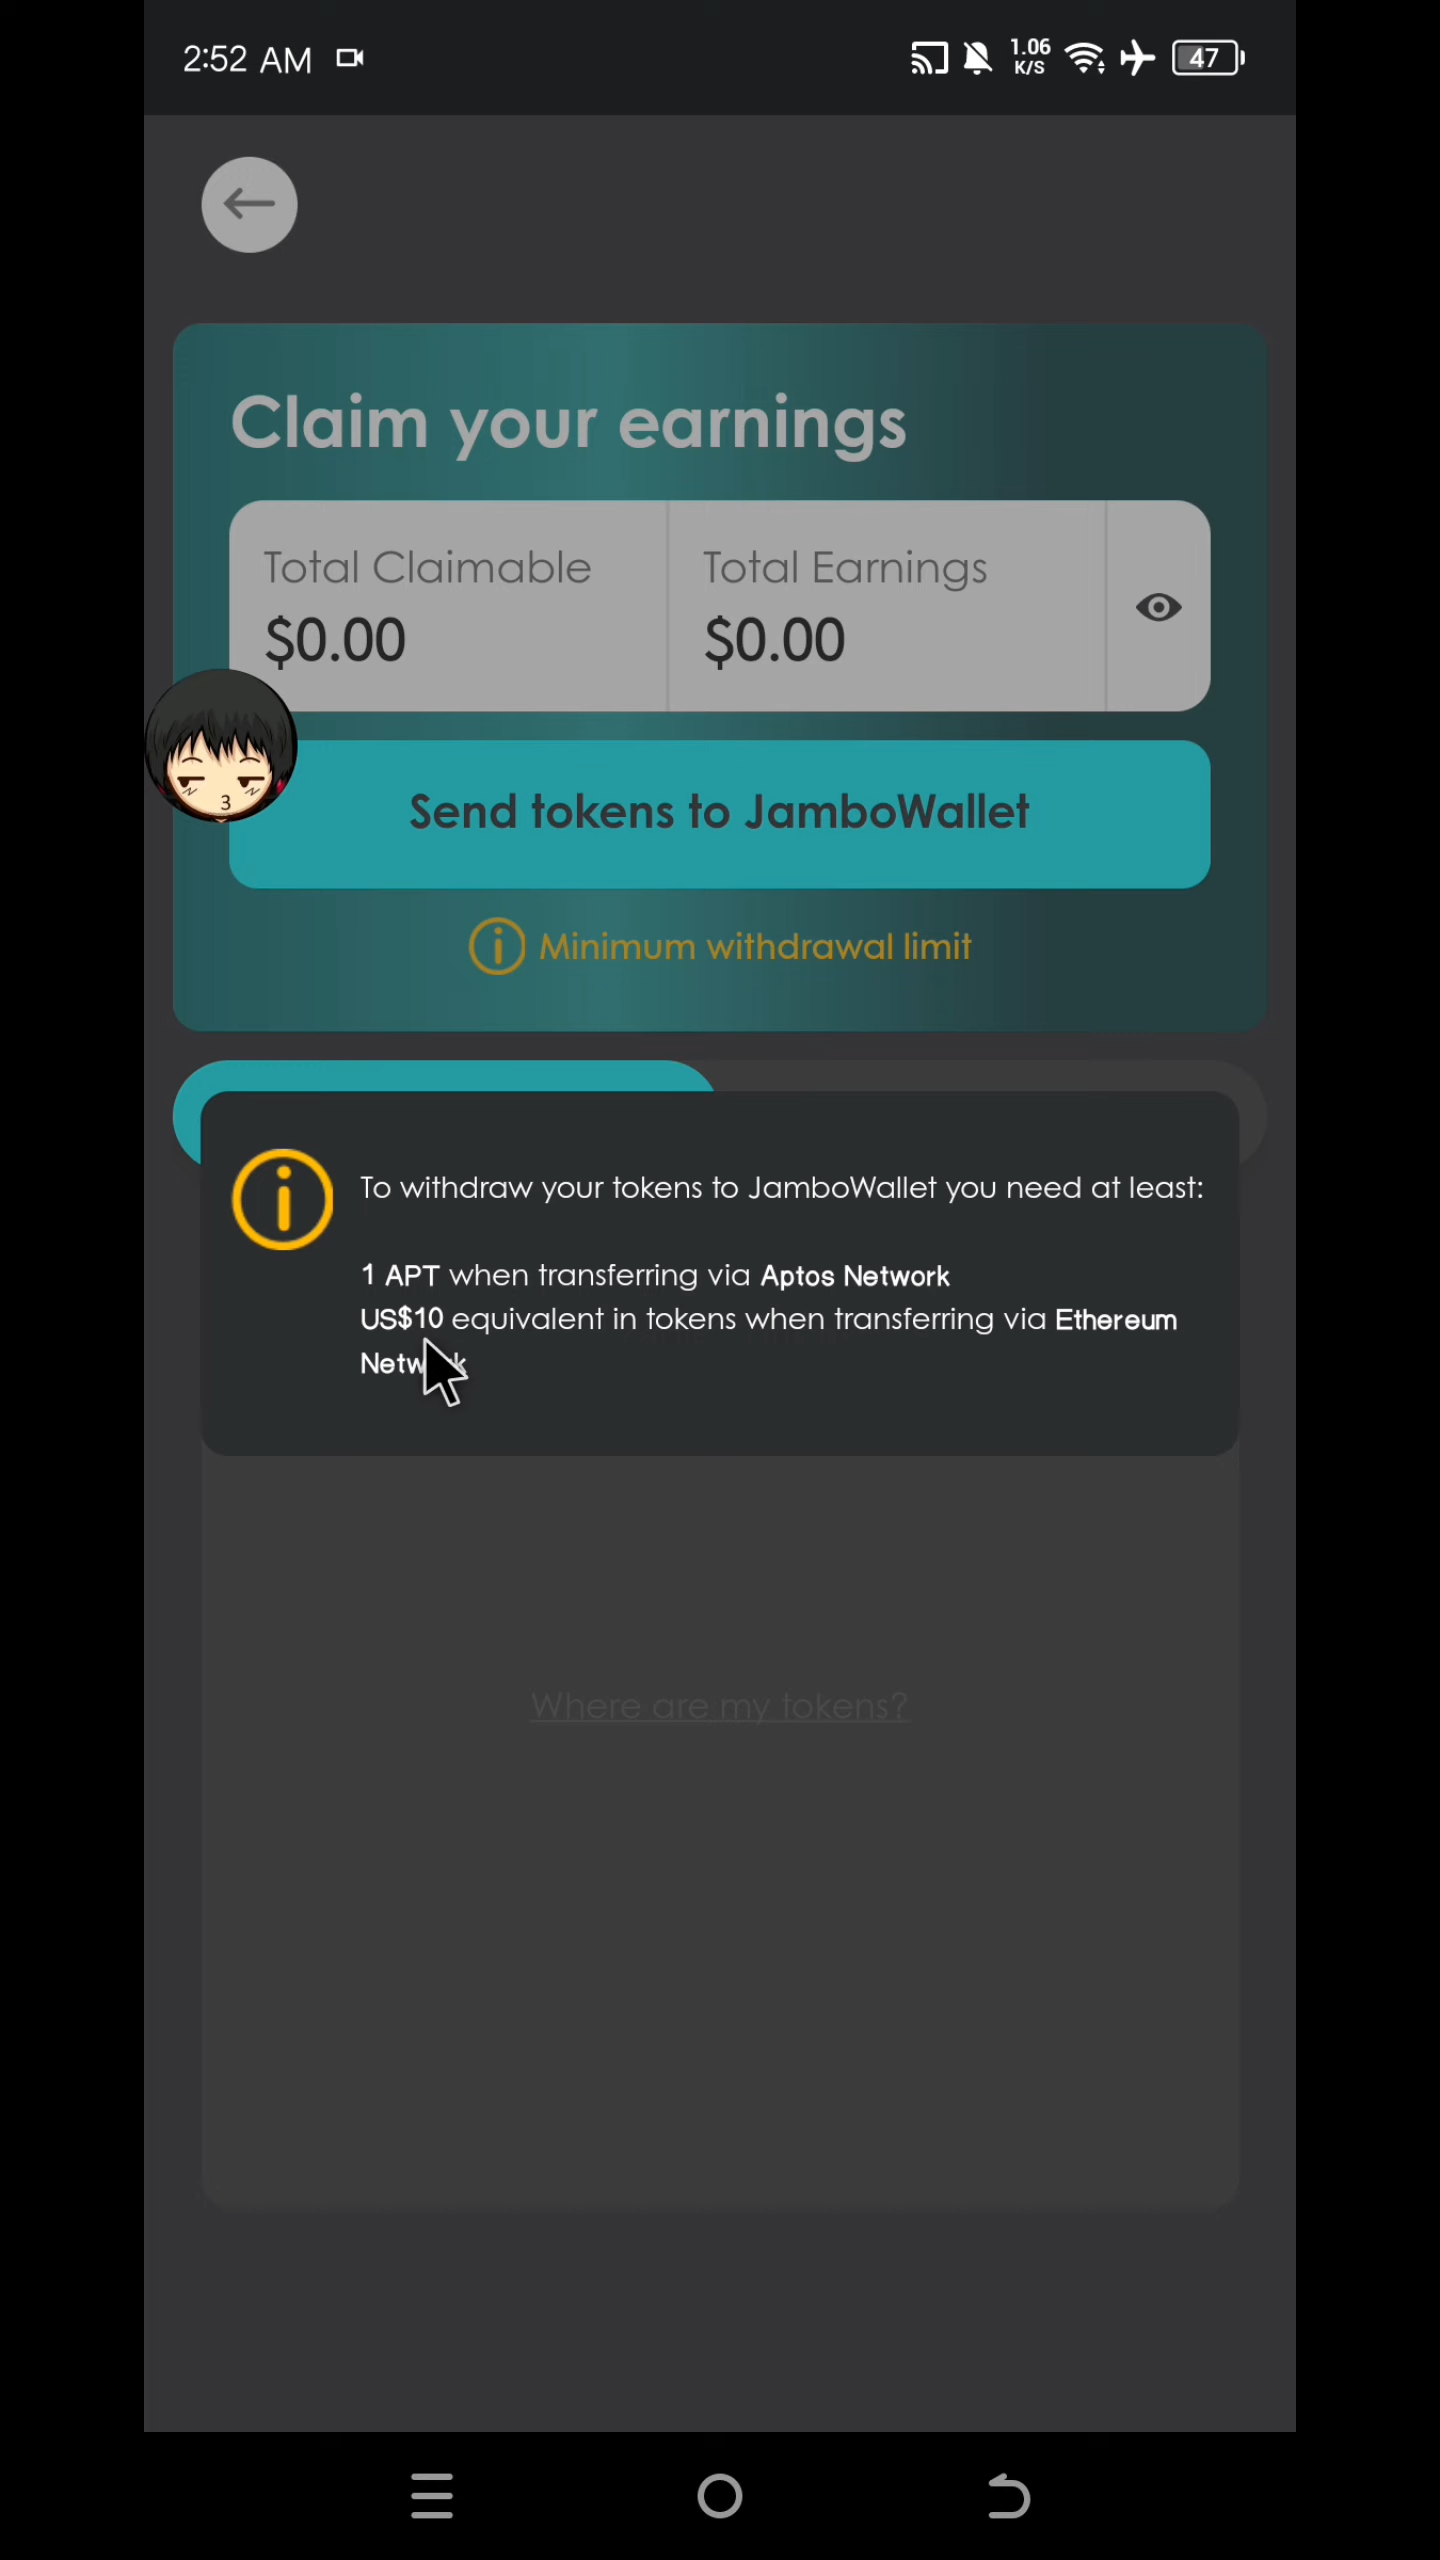 2:52 AM
1.06
K/S
47
Claim your earnings
Total Claimable
Total Earnings
$0.00
$0.00
3
Send tokens to JamboWallet
Minimum withdrawal limit
To withdraw your tokens to JamboWallet you need at least:
1 APT when transferring via Aptos Network
US$10 equivalent in tokens when transferring via Ethereum
Network
Where are my tokens?